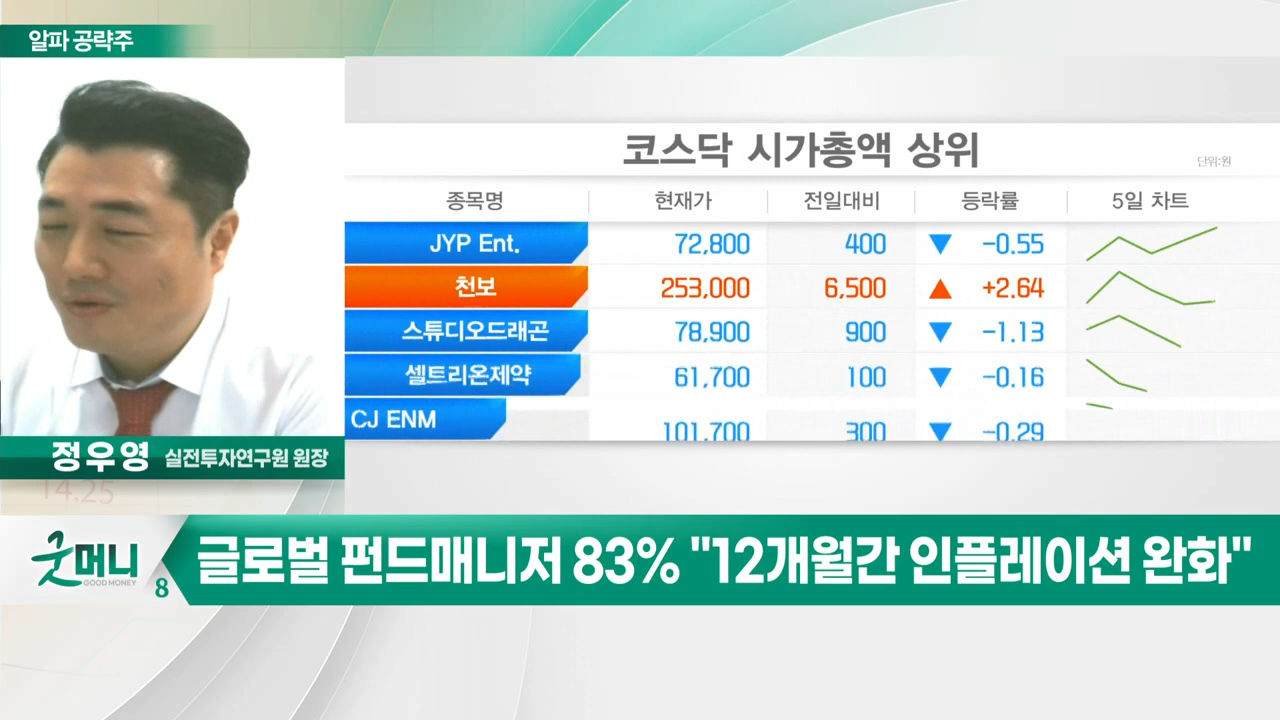 알파 공략주
코스닥 시가총액 상위
단위:원
종목명 현재가 전일대비 등락률 5일 차트
JYP Ent. 72,800 400 ▼ -0.55
천보 253,000 6,500 ▲ +2.64
스튜디오드래곤 78,900 900 ▼ -1.13
셀트리온제약 61,700 100 ▼ -0.16
CJ ENM 101,700 300 ▼ -0.29
정우영 실전투자연구원 원장
14.25
굿머니
GOOD MONEY
8
글로벌 펀드매니저 83% "12개월간 인플레이션 완화"